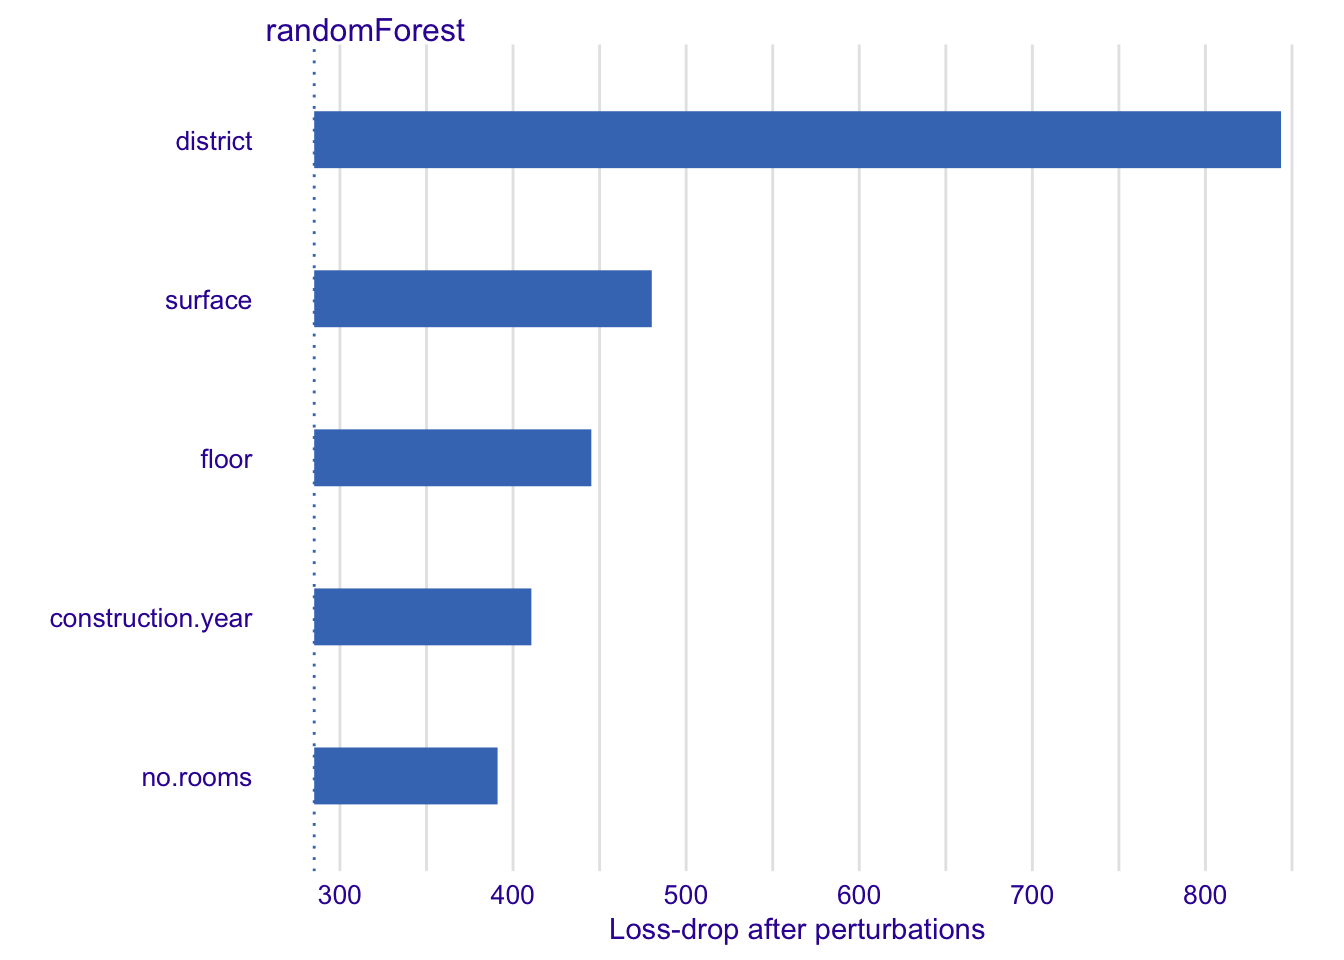 randomForest
district
surface
floor
construction.year
no.rooms
300 400 500 600 700 800
Loss-drop after perturbations